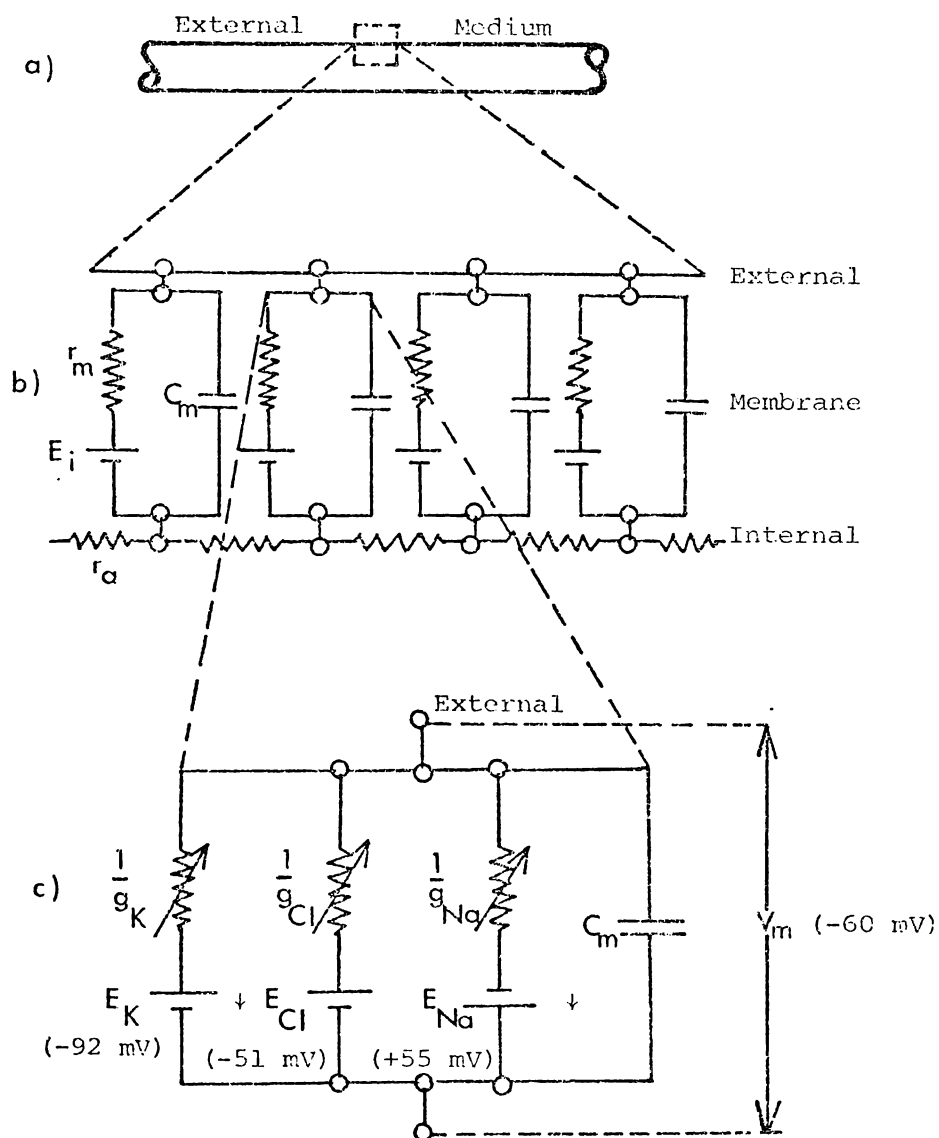 External Medium
a)
External
r_m
b)
C_m
Membrane
E_i
Internal
r_a
External
c)
1/g_K
1/g_Cl
1/g_Na
C_m
V_m (-60 mV)
E_K
E_Cl
E_Na
(-92 mV)
(-51 mV)
(+55 mV)